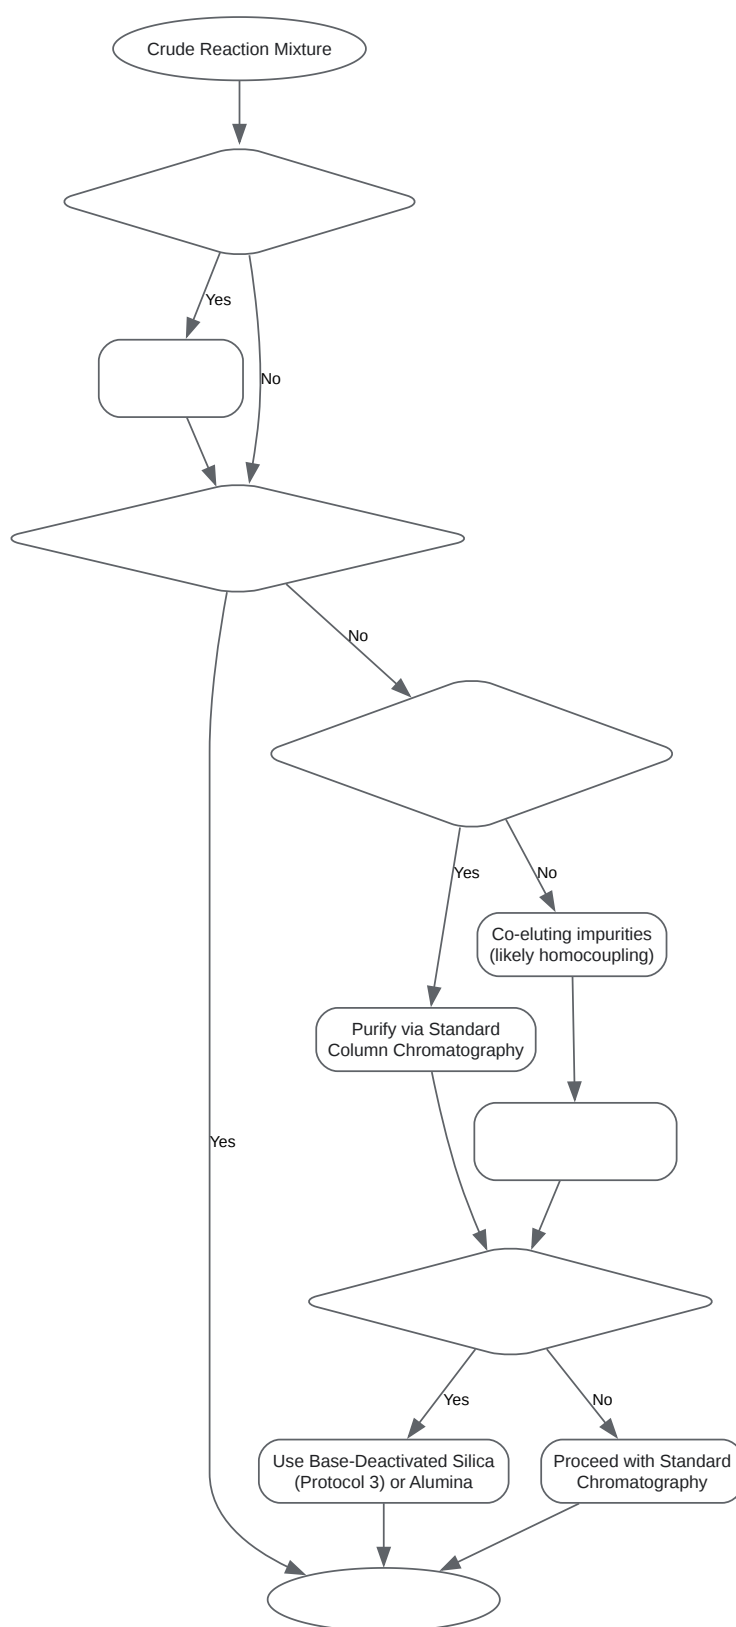 Crude Reaction Mixture
Yes
No
No
Yes
No
Co-eluting impurities
(likely homocoupling)
Purify via Standard
Column Chromatography
Yes
Yes
No
Use Base-Deactivated Silica
(Protocol 3) or Alumina
Proceed with Standard
Chromatography